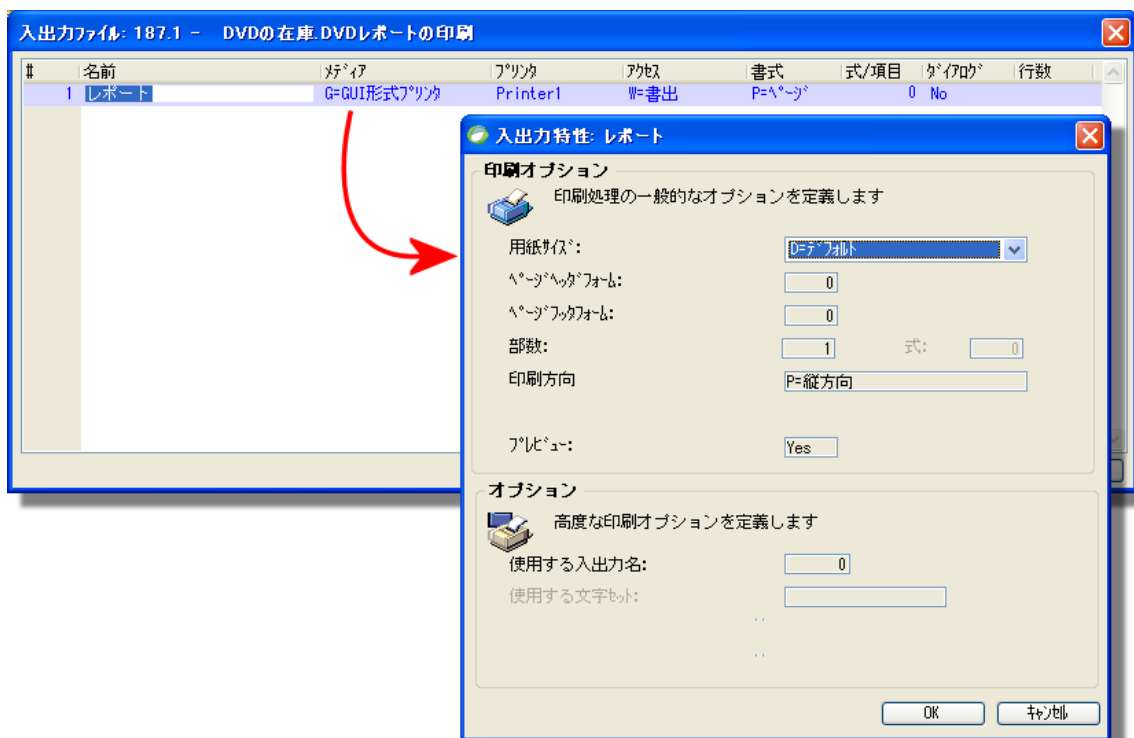 入出力ファイル: 187.1 - DVDの在庫.DVDレポートの印刷
# 名前 ﾒﾃﾞｨｱ ﾌﾟﾘﾝﾀ ｱｸｾｽ 書式 式/項目 ﾀﾞｲｱﾛｸﾞ 行数
1 レポート G=GUI形式ﾌﾟﾘﾝﾀ Printer1 W=書出 P=ﾍﾟｰｼﾞ 0 No
入出力特性: レポート
印刷オプション
印刷処理の一般的なオプションを定義します
用紙ｻｲｽﾞ: D=ﾃﾞﾌｫﾙﾄ
ﾍﾟｰｼﾞﾍｯﾀﾞﾌｫｰﾑ: 0
ﾍﾟｰｼﾞﾌｯﾀﾌｫｰﾑ: 0
部数: 1 式: 0
印刷方向 P=縦方向
ﾌﾟﾚﾋﾞｭｰ: Yes
オプション
高度な印刷オプションを定義します
使用する入出力名: 0
使用する文字ｾｯﾄ:
OK ｷｬﾝｾﾙ